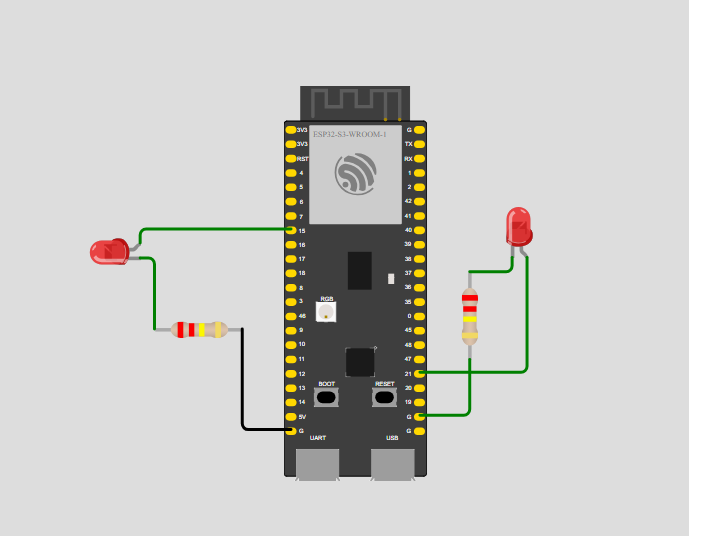 ESP32-S3-WROOM-1
3V3
3V3
RST
4
5
6
7
15
16
17
18
8
3
46
9
10
11
12
13
14
5V
G
G
TX
RX
1
2
42
41
40
39
38
37
36
35
0
45
48
47
21
20
19
G
G
RGB
BOOT
RESET
UART
USB